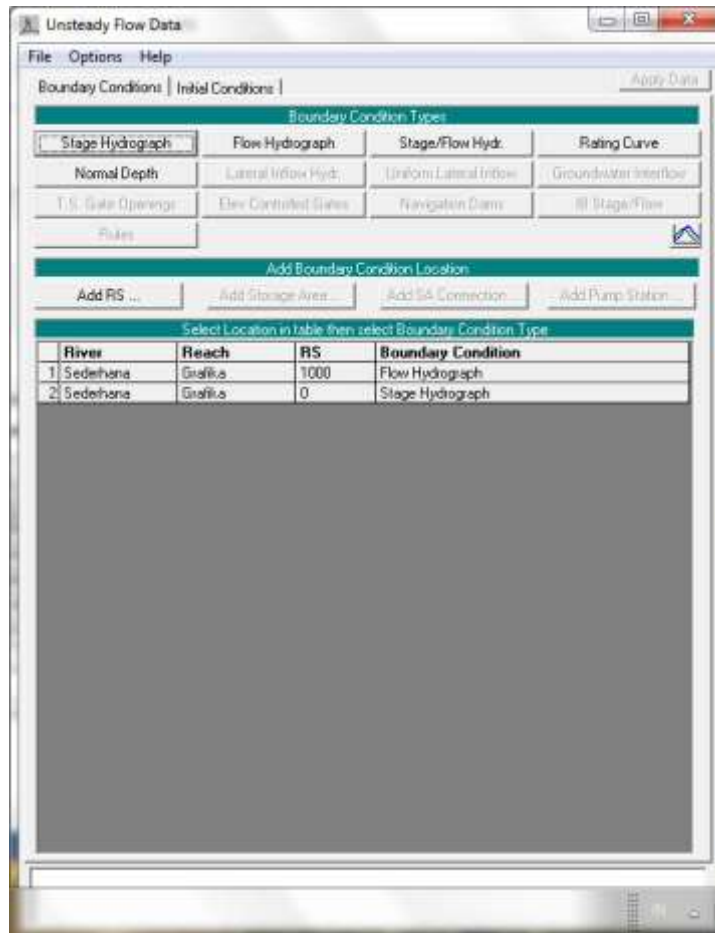 Unsteady Flow Data
File Options Help
Boundary Conditions Initial Conditions Apply Data
Boundary Condition Types
Stage Hydrograph Flow Hydrograph Stage/Flow Hydr. Rating Curve
Normal Depth Lateral Inflow Hydr. Uniform Lateral Inflow Groundwater Interflow
T.S. Gate Openings Elev Controlled Gates Navigation Dams IB Stage/Flow
Rules
Add Boundary Condition Location
Add RS ... Add Storage Area ... Add SA Connection ... Add Pump Station ...
Select Location in table then select Boundary Condition Type
River Reach RS Boundary Condition
1 Sederhana Grafika 1000 Flow Hydrograph
2 Sederhana Grafika 0 Stage Hydrograph